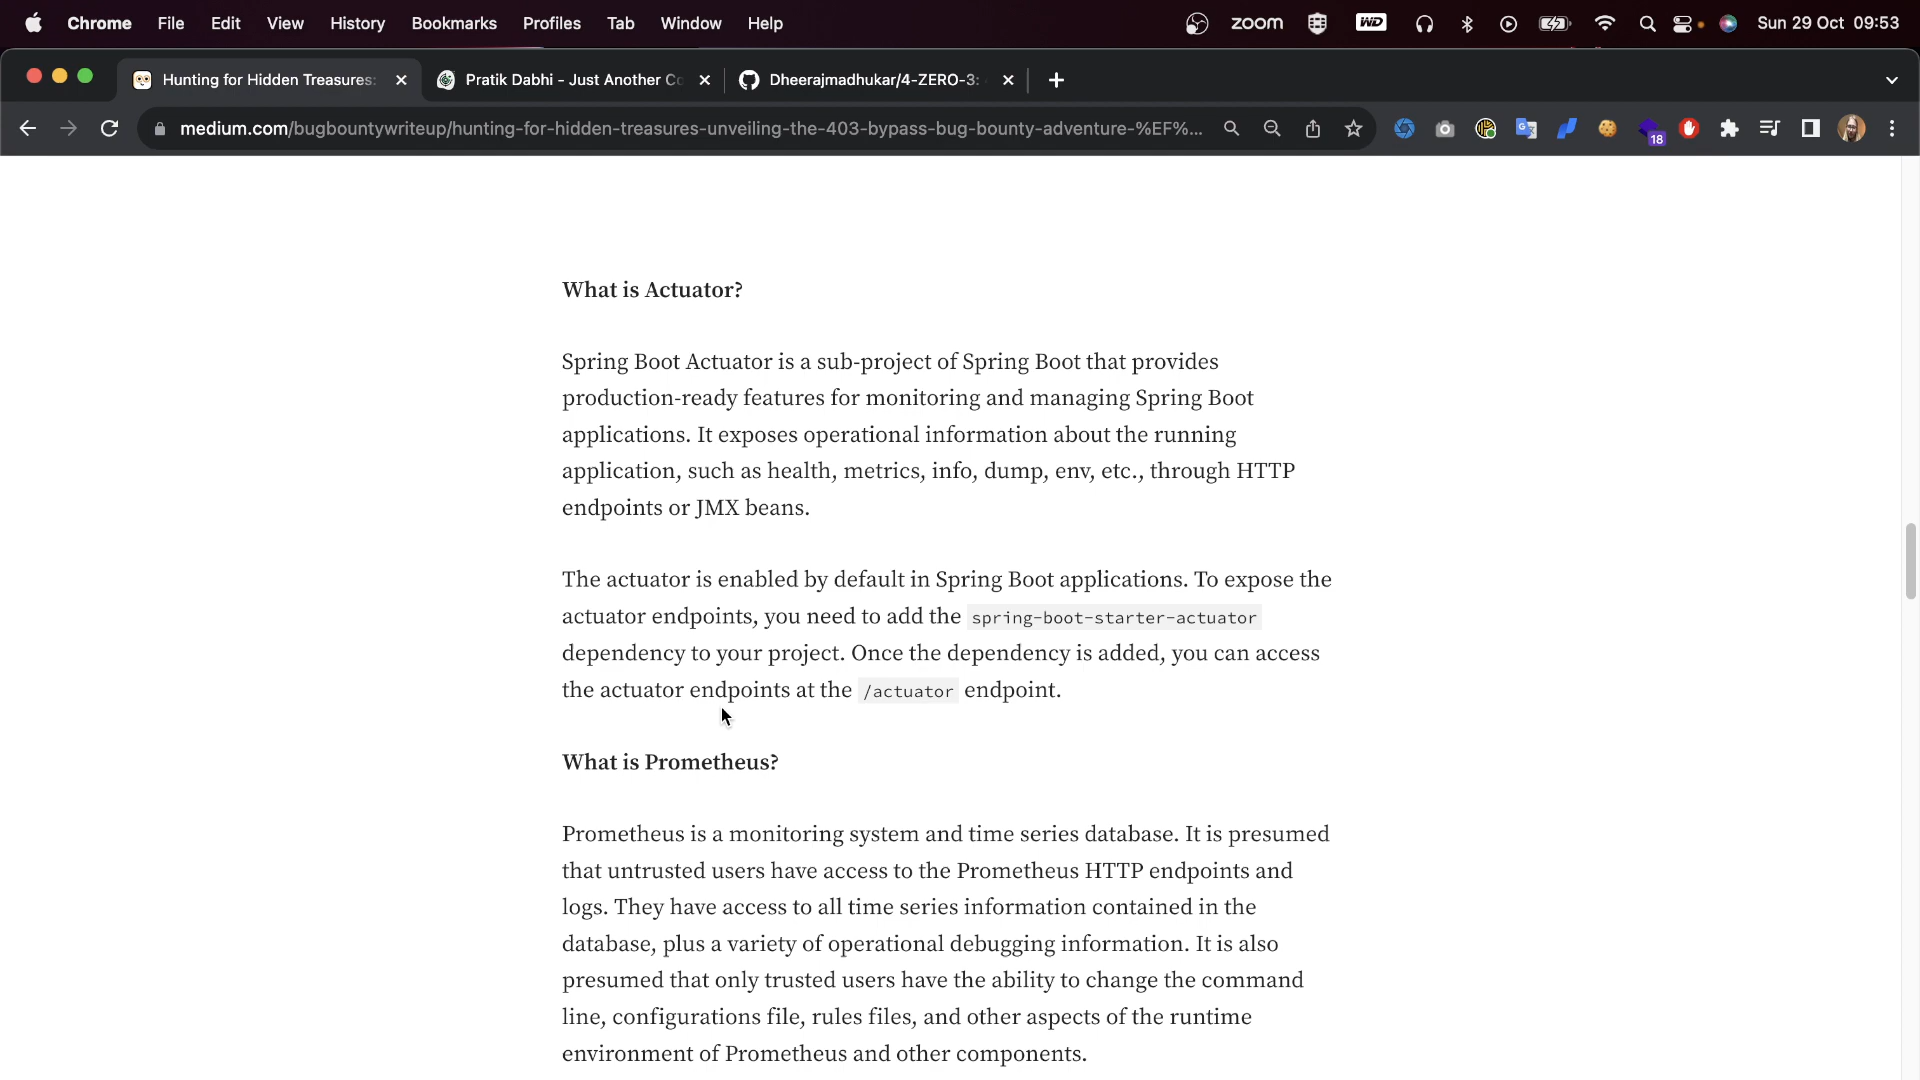 Chrome File Edit View History Bookmarks Profiles Tab Window Help zoom WD Sun 29 Oct 09:53
Hunting for Hidden Treasures: Pratik Dabhi - Just Another Co Dheerajmadhukar/4-ZERO-3:
medium.com/bugbountywriteup/hunting-for-hidden-treasures-unveiling-the-403-bypass-bug-bounty-adventure-%EF%... 18
What is Actuator?
Spring Boot Actuator is a sub-project of Spring Boot that provides
production-ready features for monitoring and managing Spring Boot
applications. It exposes operational information about the running
application, such as health, metrics, info, dump, env, etc., through HTTP
endpoints or JMX beans.
The actuator is enabled by default in Spring Boot applications. To expose the
actuator endpoints, you need to add the spring-boot-starter-actuator
dependency to your project. Once the dependency is added, you can access
the actuator endpoints at the /actuator endpoint.
What is Prometheus?
Prometheus is a monitoring system and time series database. It is presumed
that untrusted users have access to the Prometheus HTTP endpoints and
logs. They have access to all time series information contained in the
database, plus a variety of operational debugging information. It is also
presumed that only trusted users have the ability to change the command
line, configurations file, rules files, and other aspects of the runtime
environment of Prometheus and other components.